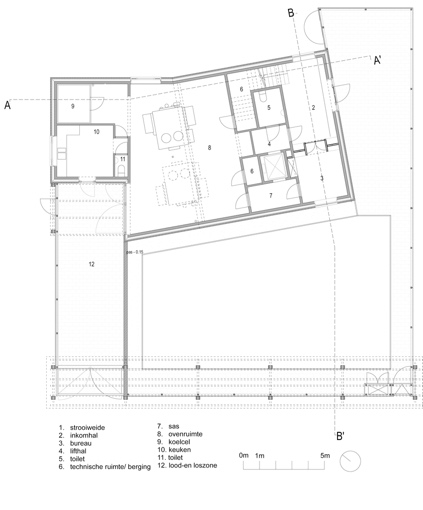 B
A'
A
9
6
5
2
10
4
8
11
6
3
7
12
B'
1. strooiweide
2. inkomhal
3. bureau
4. lifthal
5. toilet
6. technische ruimte/ berging
7. sas
8. ovenruimte
9. koelcel
10. keuken
11. toilet
12. lood-en loszone
0m 1m 5m